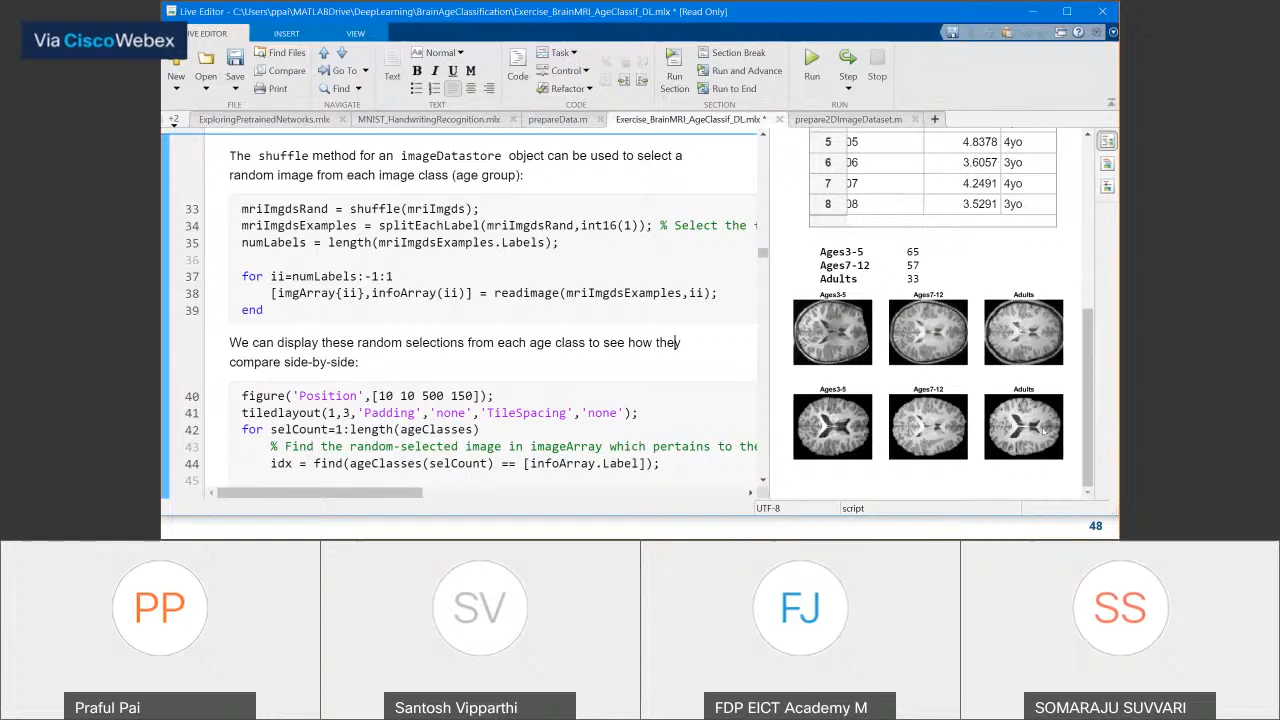 Live Editor - C:\Users\ppai\MATLABDrive\DeepLearning\BrainAgeClassification\Exercise_BrainMRI_AgeClassif_DL.mlx * [Read Only]
Via CiscoWebex
LIVE EDITOR INSERT VIEW
New Open Save
Find Files
Compare
Print
Go To
Find
Text
Normal
B I U M
Code
Task
Control
Refactor
Run Section
Section Break
Run and Advance
Run to End
Run Step Stop
FILE NAVIGATE TEXT CODE SECTION RUN
+2 ExploringPretrainedNetworks.mlx MNIST_HandwritingRecognition.mlx Exercise_BrainMRI_AgeClassif_DL.mlx * prepare2DImageDataset.m +
The shuffle method for an imageDatastore object can be used to select a
random image from each image class (age group):
33 mriImgdsRand = shuffle(mriImgds);
34 mriImgdsExamples = splitEachLabel(mriImgdsRand,int16(1)); % Select the
35 numLabels = length(mriImgdsExamples.Labels);
36
37 for ii=numLabels:-1:1
38 [imgArray{ii},infoArray(ii)] = readimage(mriImgdsExamples,ii);
39 end
We can display these random selections from each age class to see how they
compare side-by-side:
40 figure('Position',[10 10 500 150]);
41 tiledlayout(1,3,'Padding','none','TileSpacing','none');
42 for selCount=1:length(ageClasses)
43 % Find the random-selected image in imageArray which pertains to the
44 idx = find(ageClasses(selCount) == [infoArray.Label]);
45
5 05 4.8378 4yo
6 06 3.6057 3yo
7 07 4.2491 4yo
8 08 3.5291 3yo
Ages3-5 65
Ages7-12 57
Adults 33
Ages3-5 Ages7-12 Adults
Ages3-5 Ages7-12 Adults
UTF-8 script
48
PP SV FJ SS
Praful Pai
Santosh Vipparthi
FDP EICT Academy M
SOMARAJU SUVVARI